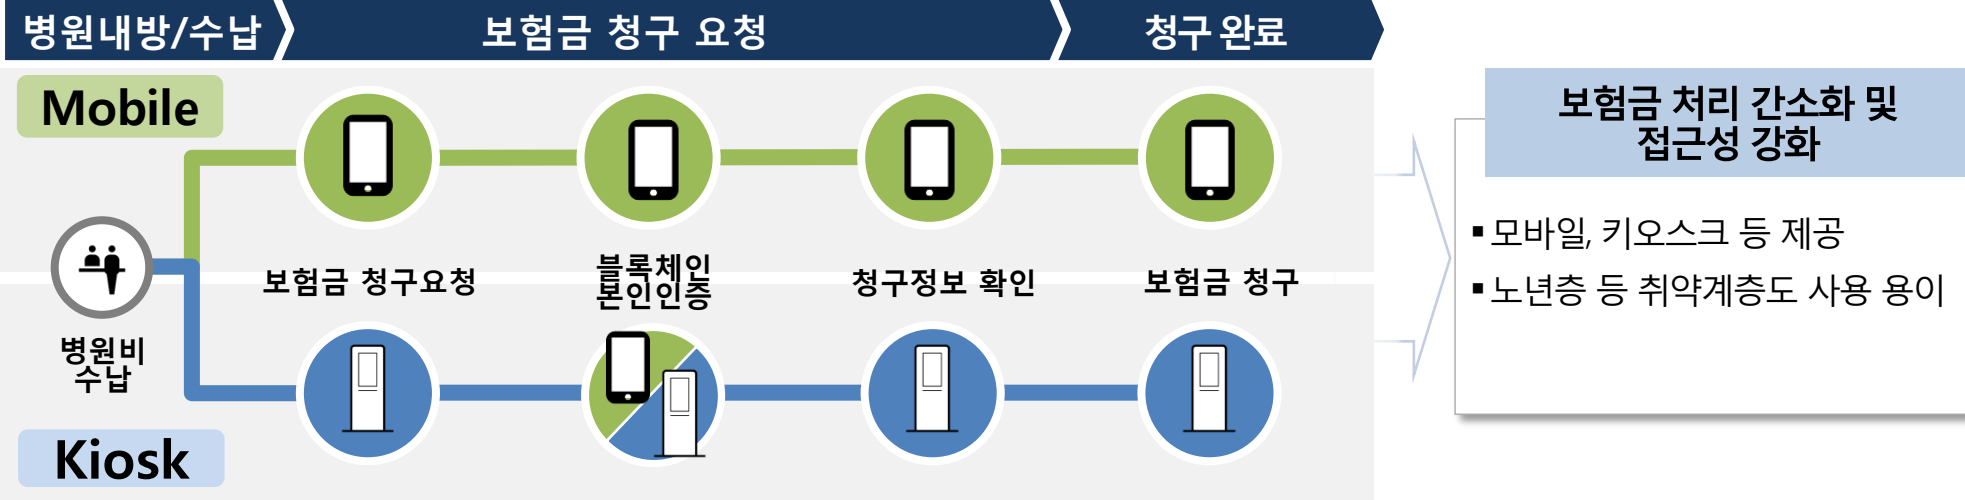 병원내방/수납
보험금 청구 요청
청구 완료
Mobile
보험금 청구요청
블록체인
본인인증
청구정보 확인
보험금 청구
병원비
수납
Kiosk
보험금 처리 간소화 및
접근성 강화
▪ 모바일, 키오스크 등 제공
▪ 노년층 등 취약계층도 사용 용이